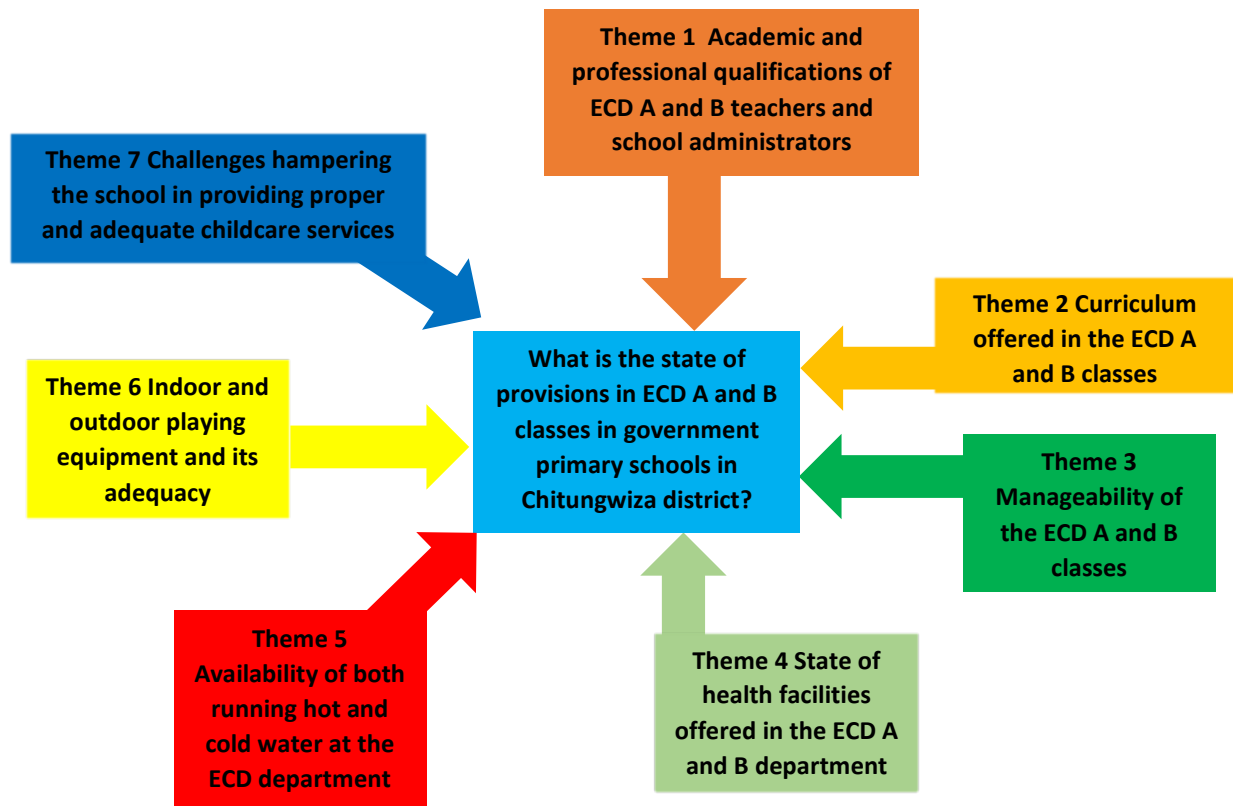 Theme 1  Academic and
professional qualifications of
ECD A and B teachers and
school administrators
Theme 7 Challenges hampering
the school in providing proper
and adequate childcare services
Theme 2 Curriculum
offered in the ECD A
and B classes
What is the state of
provisions in ECD A and B
classes in government
primary schools in
Chitungwiza district?
Theme 6 Indoor and
outdoor playing
equipment and its
adequacy
Theme 3
Manageability of
the ECD A and B
classes
Theme 5
Availability of both
running hot and
cold water at the
ECD department
Theme 4 State of
health facilities
offered in the ECD A
and B department